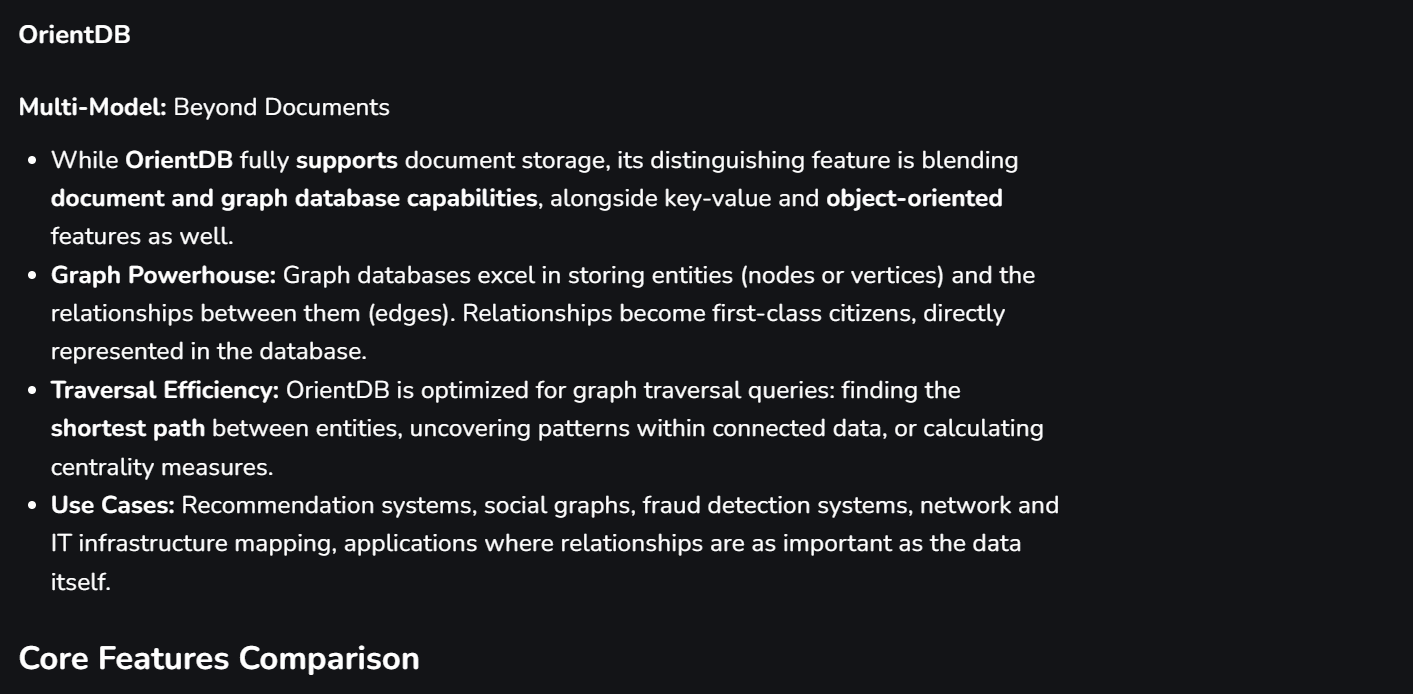 OrientDB
Multi-Model: Beyond Documents
While OrientDB fully supports document storage, its distinguishing feature is blending
document and graph database capabilities, alongside key-value and object-oriented
features as well.
Graph Powerhouse: Graph databases excel in storing entities (nodes or vertices) and the
relationships between them (edges). Relationships become first-class citizens, directly
represented in the database.
Traversal Efficiency: OrientDB is optimized for graph traversal queries: finding the
shortest path between entities, uncovering patterns within connected data, or calculating
centrality measures.
Use Cases: Recommendation systems, social graphs, fraud detection systems, network and
IT infrastructure mapping, applications where relationships are as important as the data
itself.
Core Features Comparison